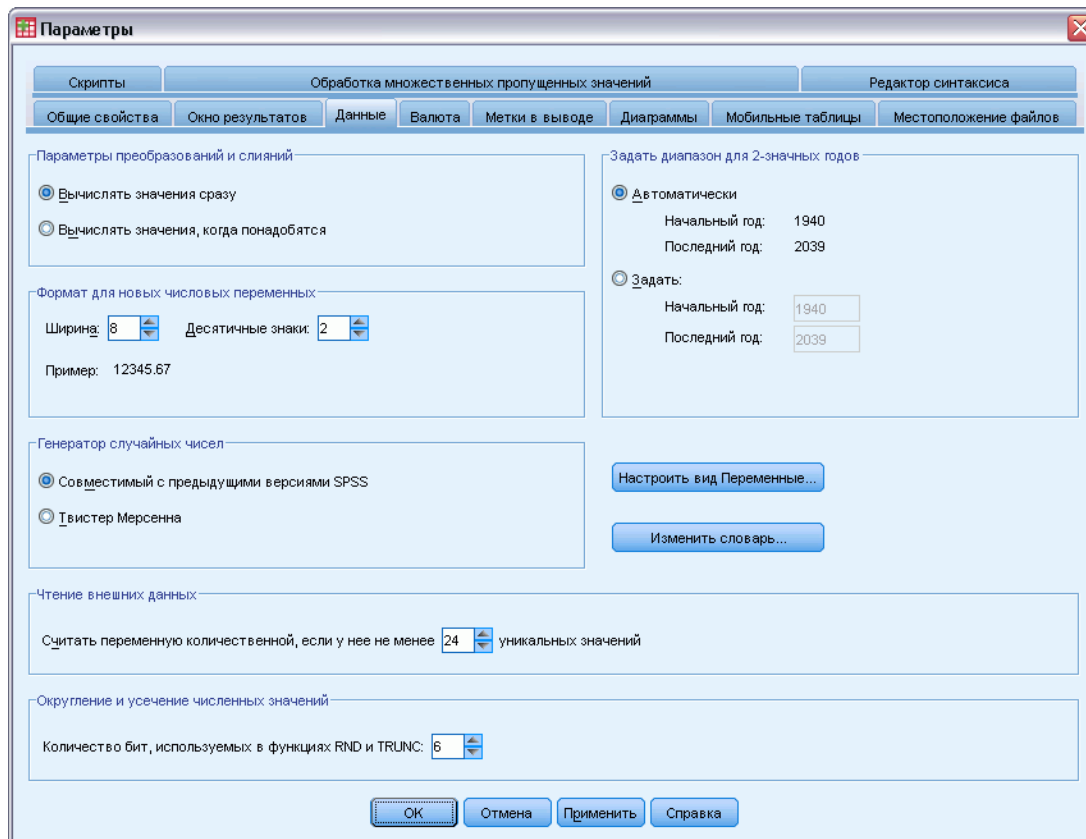 Параметры
Скрипты
Обработка множественных пропущенных значений
Редактор синтаксиса
Общие свойства
Окно результатов
Данные
Валюта
Метки в выводе
Диаграммы
Мобильные таблицы
Местоположение файлов
Параметры преобразований и слияний
Вычислять значения сразу
Вычислять значения, когда понадобятся
Формат для новых числовых переменных
Ширина: 8 Десятичные знаки: 2
Пример: 12345.67
Задать диапазон для 2-значных годов
Автоматически
Начальный год: 1940
Последний год: 2039
Задать:
Начальный год: 1940
Последний год: 2039
Генератор случайных чисел
Совместимый с предыдущими версиями SPSS
Твистер Мерсенна
Настроить вид Переменные...
Изменить словарь...
Чтение внешних данных
Считать переменную количественной, если у нее не менее 24 уникальных значений
Округление и усечение численных значений
Количество бит, используемых в функциях RND и TRUNC: 6
OK
Отмена
Применить
Справка